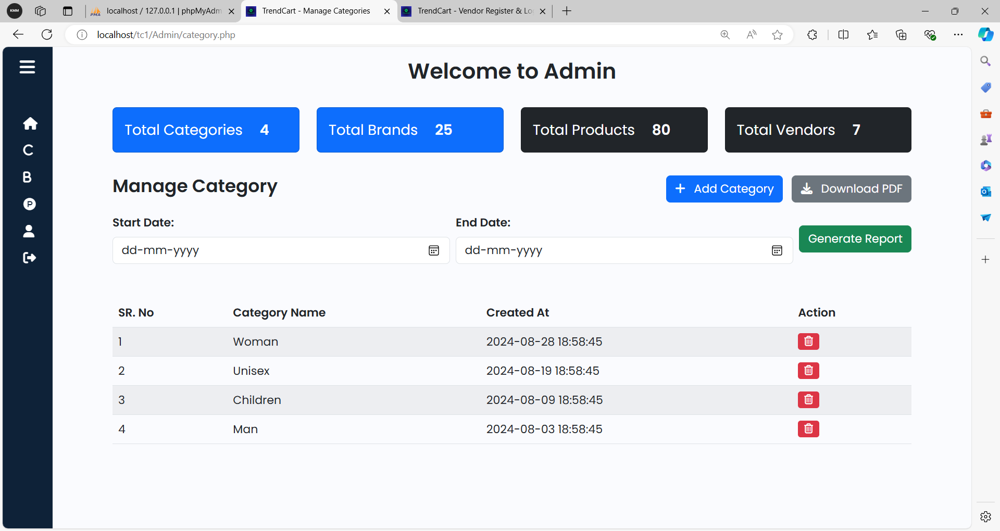 KMM
PMA
localhost / 127.0.0.1 | phpMyAdm
TrendCart - Manage Categories
TrendCart - Vendor Register & Lo
localhost/tc1/Admin/category.php
Welcome to Admin
Total Categories 4
Total Brands 25
Total Products 80
Total Vendors 7
C
B
P
Manage Category
Add Category
Download PDF
Start Date:
End Date:
dd-mm-yyyy
dd-mm-yyyy
Generate Report
SR. No Category Name Created At Action
1 Woman 2024-08-28 18:58:45
2 Unisex 2024-08-19 18:58:45
3 Children 2024-08-09 18:58:45
4 Man 2024-08-03 18:58:45